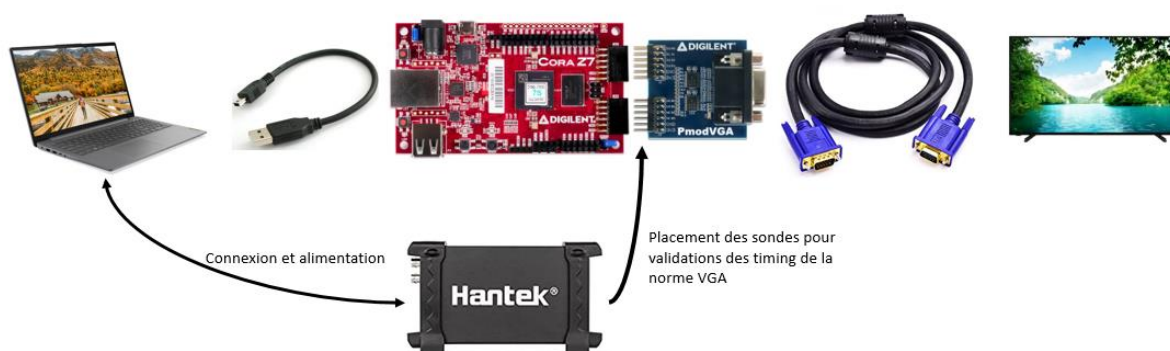 DIGILENT
CORA Z7
DIGILENT
PmodVGA
Connexion et alimentation
Placement des sondes pour
validations des timing de la
norme VGA
Hantek®